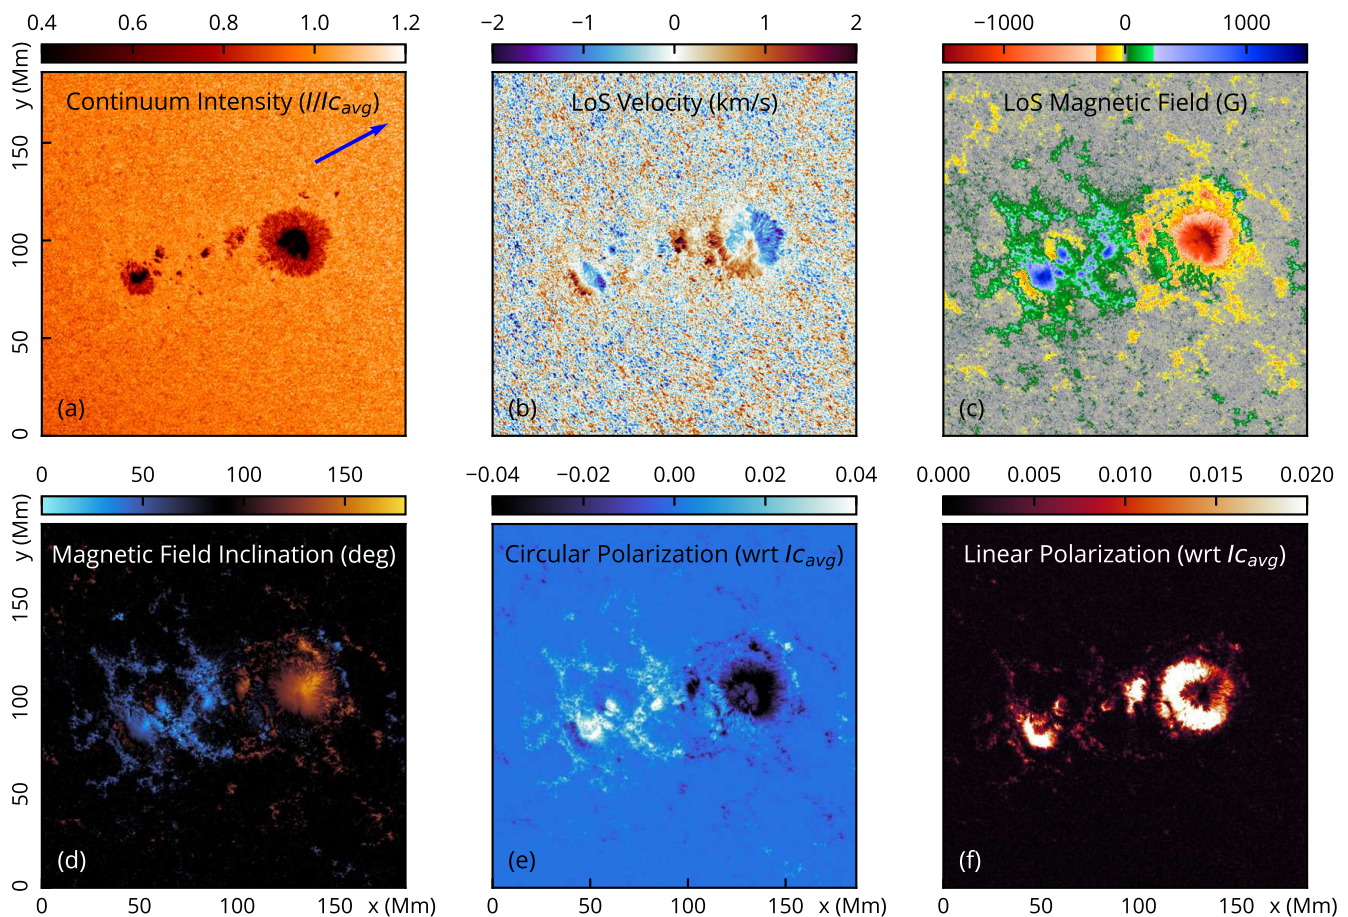 0.4 0.6 0.8 1.0 1.2
−2 −1 0 1 2
−1000 0 1000
y (Mm)
150
100
50
0
Continuum Intensity (I/Ic_avg)
(a)
LoS Velocity (km/s)
(b)
LoS Magnetic Field (G)
(c)
0 50 100 150
−0.04 −0.02 0.00 0.02 0.04
0.000 0.005 0.010 0.015 0.020
y (Mm)
150
100
50
0
Magnetic Field Inclination (deg)
(d)
Circular Polarization (wrt Ic_avg)
(e)
Linear Polarization (wrt Ic_avg)
(f)
0 50 100 x (Mm)
0 50 100 150 x (Mm)
0 50 100 150 x (Mm)